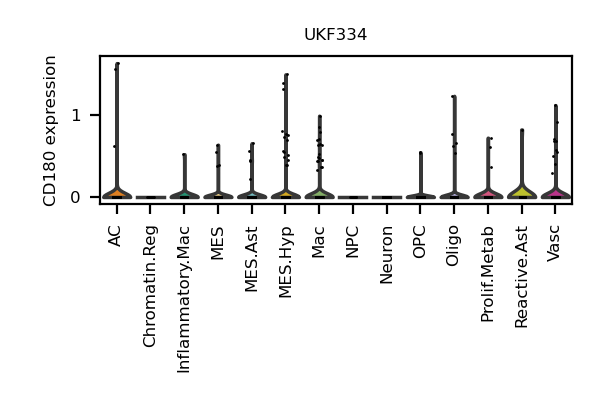 UKF334
CD180 expression
1
0
AC
Chromatin.Reg
Inflammatory.Mac
MES
MES.Ast
MES.Hyp
Mac
NPC
Neuron
OPC
Oligo
Prolif.Metab
Reactive.Ast
Vasc